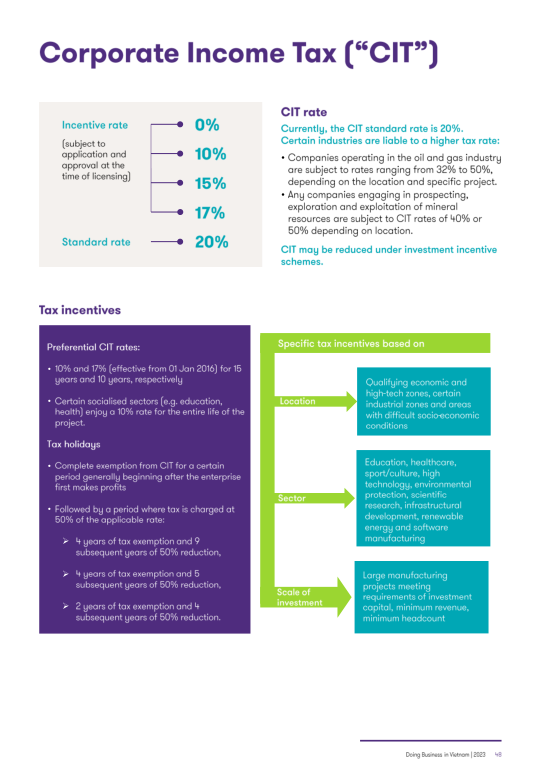 Corporate Income Tax (“CIT”)
Incentive rate
(subject to
application and
approval at the
time of licensing)
0%
10%
15%
17%
Standard rate
20%
CIT rate
Currently, the CIT standard rate is 20%.
Certain industries are liable to a higher tax rate:
• Companies operating in the oil and gas industry
are subject to rates ranging from 32% to 50%,
depending on the location and specific project.
• Any companies engaging in prospecting,
exploration and exploitation of mineral
resources are subject to CIT rates of 40% or
50% depending on location.
CIT may be reduced under investment incentive
schemes.
Tax incentives
Preferential CIT rates:
• 10% and 17% (effective from 01 Jan 2016) for 15
years and 10 years, respectively
• Certain socialised sectors (e.g. education,
health) enjoy a 10% rate for the entire life of the
project.
Tax holidays
• Complete exemption from CIT for a certain
period generally beginning after the enterprise
first makes profits
• Followed by a period where tax is charged at
50% of the applicable rate:
➢ 4 years of tax exemption and 9
subsequent years of 50% reduction,
➢ 4 years of tax exemption and 5
subsequent years of 50% reduction,
➢ 2 years of tax exemption and 4
subsequent years of 50% reduction.
Specific tax incentives based on
Location
Qualifying economic and
high-tech zones, certain
industrial zones and areas
with difficult socio-economic
conditions
Sector
Education, healthcare,
sport/culture, high
technology, environmental
protection, scientific
research, infrastructural
development, renewable
energy and software
manufacturing
Scale of
investment
Large manufacturing
projects meeting
requirements of investment
capital, minimum revenue,
minimum headcount
Doing Business in Vietnam | 2023 48